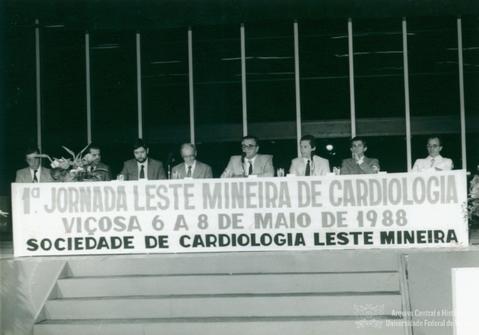 1ª JORNADA LESTE MINEIRA DE CARDIOLOGIA
VIÇOSA 6 A 8 DE MAIO DE 1988
SOCIEDADE DE CARDIOLOGIA LESTE MINEIRA
Arquivo Central e Hi
Universidade Federal de